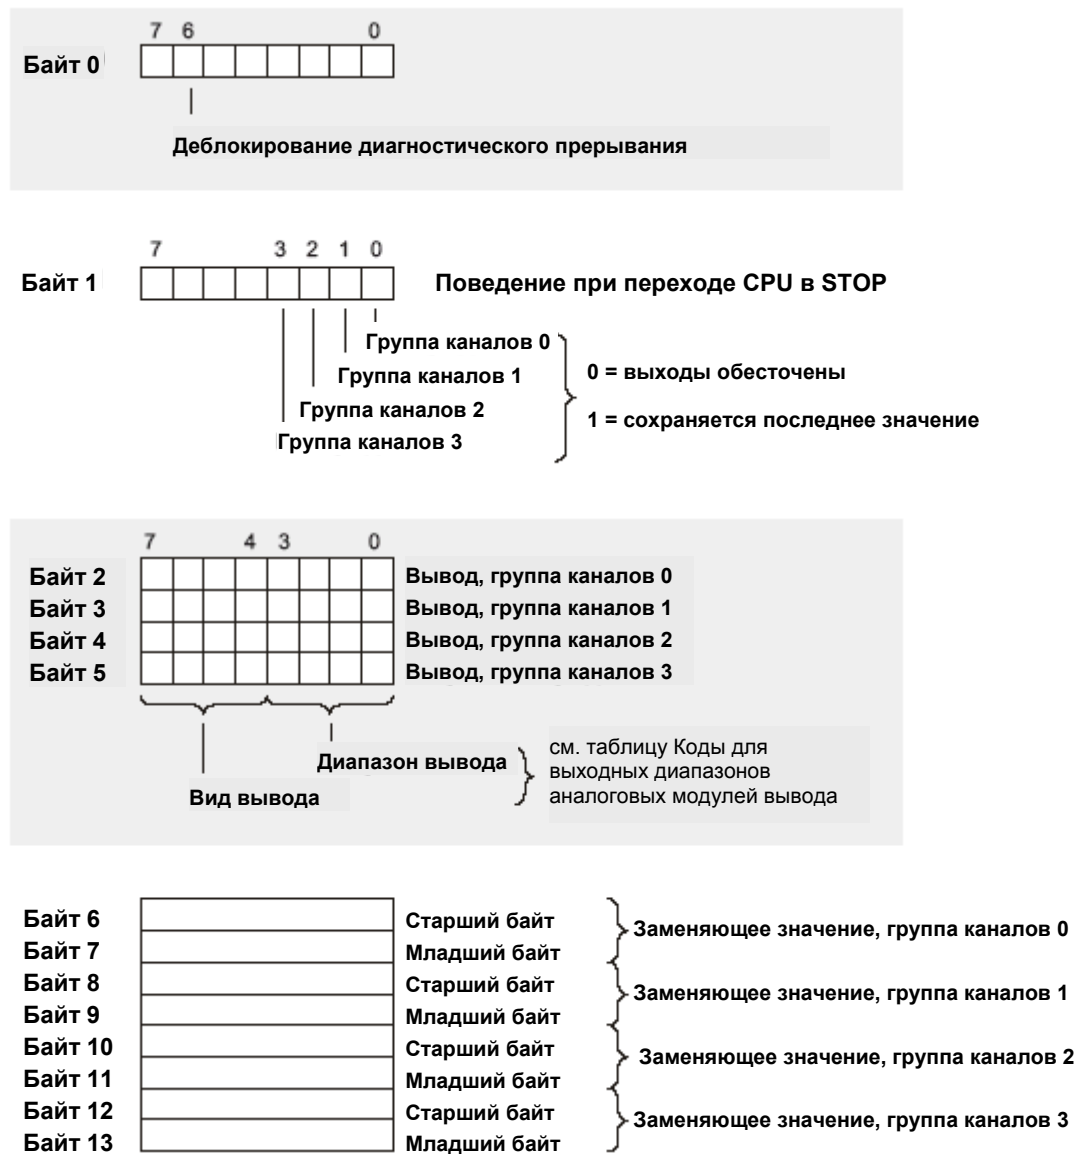 7 6 0
Байт 0
Деблокирование диагностического прерывания
7 3 2 1 0
Байт 1 Поведение при переходе CPU в STOP
Группа каналов 0
Группа каналов 1
Группа каналов 2
Группа каналов 3
0 = выходы обесточены
1 = сохраняется последнее значение
7 4 3 0
Байт 2 Вывод, группа каналов 0
Байт 3 Вывод, группа каналов 1
Байт 4 Вывод, группа каналов 2
Байт 5 Вывод, группа каналов 3
Диапазон вывода
Вид вывода
см. таблицу Коды для
выходных диапазонов
аналоговых модулей вывода
Байт 6 Старший байт
Байт 7 Младший байт
Заменяющее значение, группа каналов 0
Байт 8 Старший байт
Байт 9 Младший байт
Заменяющее значение, группа каналов 1
Байт 10 Старший байт
Байт 11 Младший байт
Заменяющее значение, группа каналов 2
Байт 12 Старший байт
Байт 13 Младший байт
Заменяющее значение, группа каналов 3